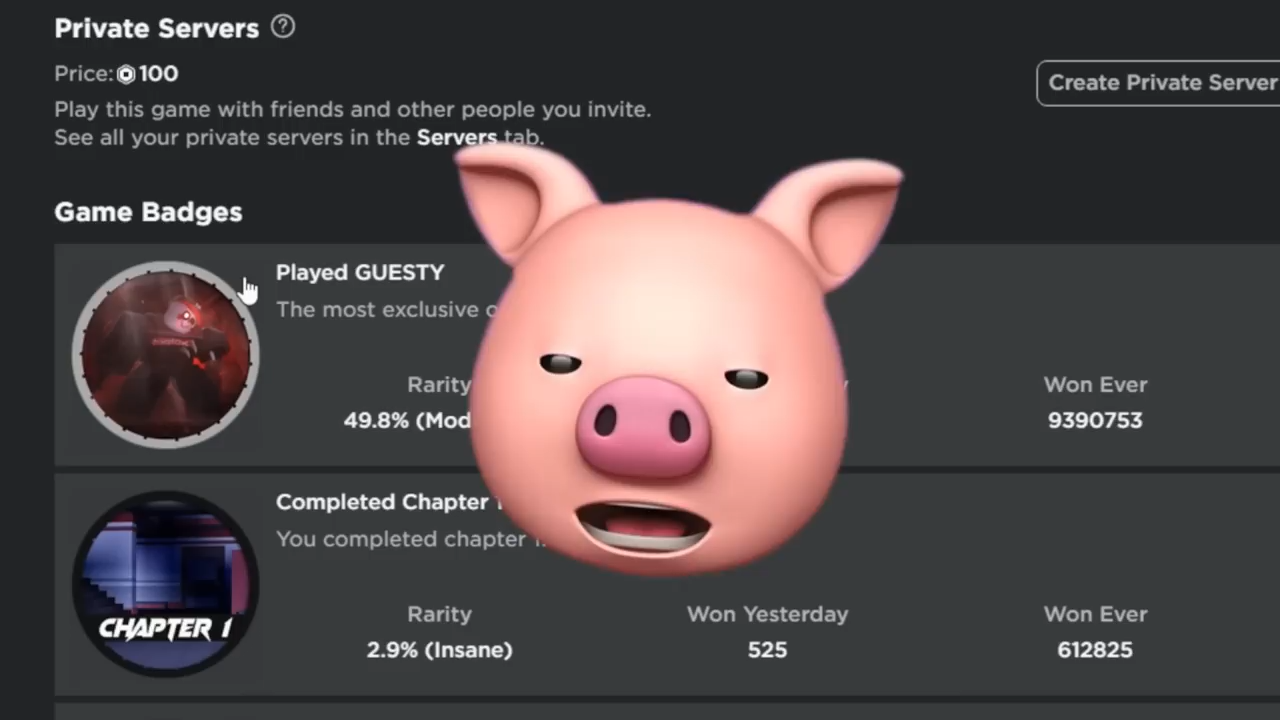 Private Servers
Price: 100
Create Private Server
Play this game with friends and other people you invite.
See all your private servers in the Servers tab.
Game Badges
Played GUESTY
The most exclusive
Rarity
Won Ever
49.8% (Mod
9390753
Completed Chapter
You completed chapter
CHAPTER 1
Rarity
Won Yesterday
Won Ever
2.9% (Insane)
525
612825